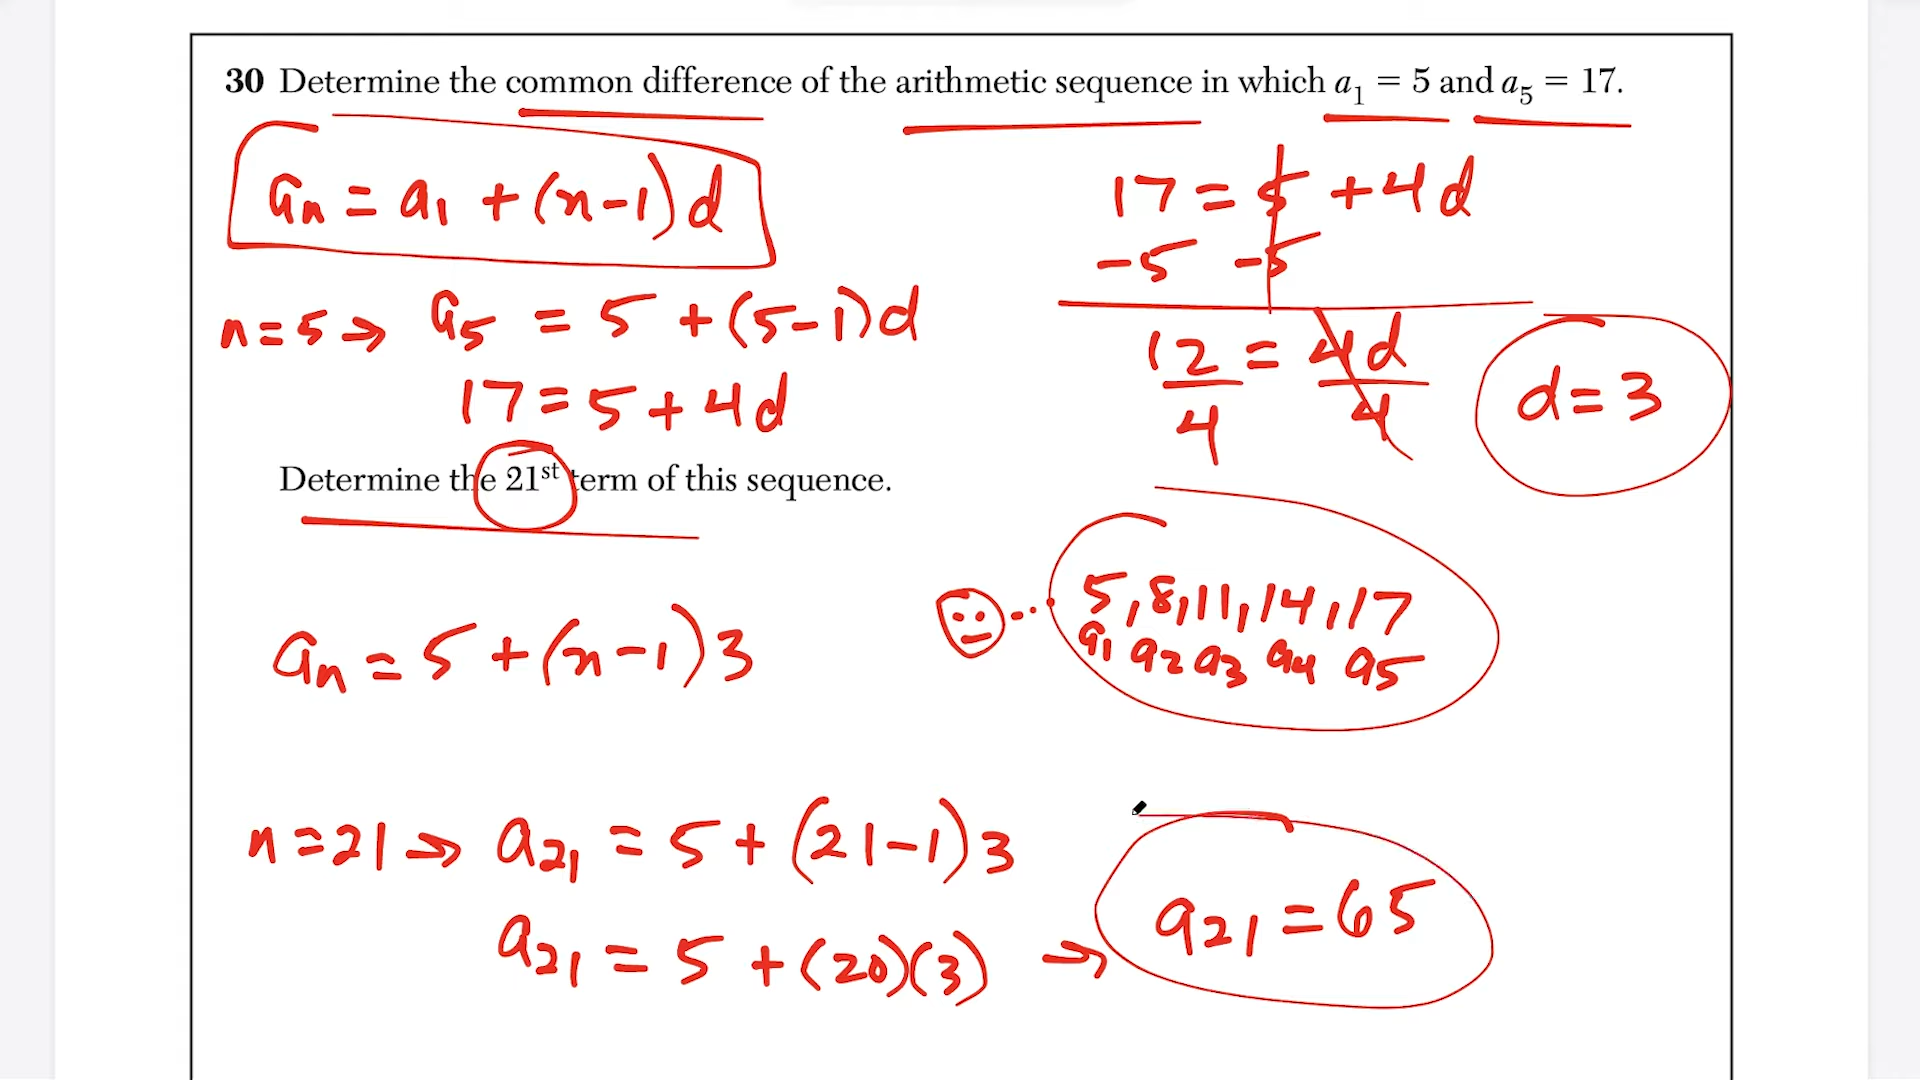 30 Determine the common difference of the arithmetic sequence in which a₁ = 5 and a₅ = 17.
aₙ = a₁ + (n-1)d
n=5 → a₅ = 5 + (5-1)d
17 = 5 + 4d
17 = 5 + 4d
-5 -5
12 = 4d
4 4
d = 3
Determine the 21st term of this sequence.
5, 8, 11, 14, 17
a₁ a₂ a₃ a₄ a₅
aₙ = 5 + (n-1)3
n=21 → a₂₁ = 5 + (21-1)3
a₂₁ = 5 + (20)(3) →
a₂₁ = 65